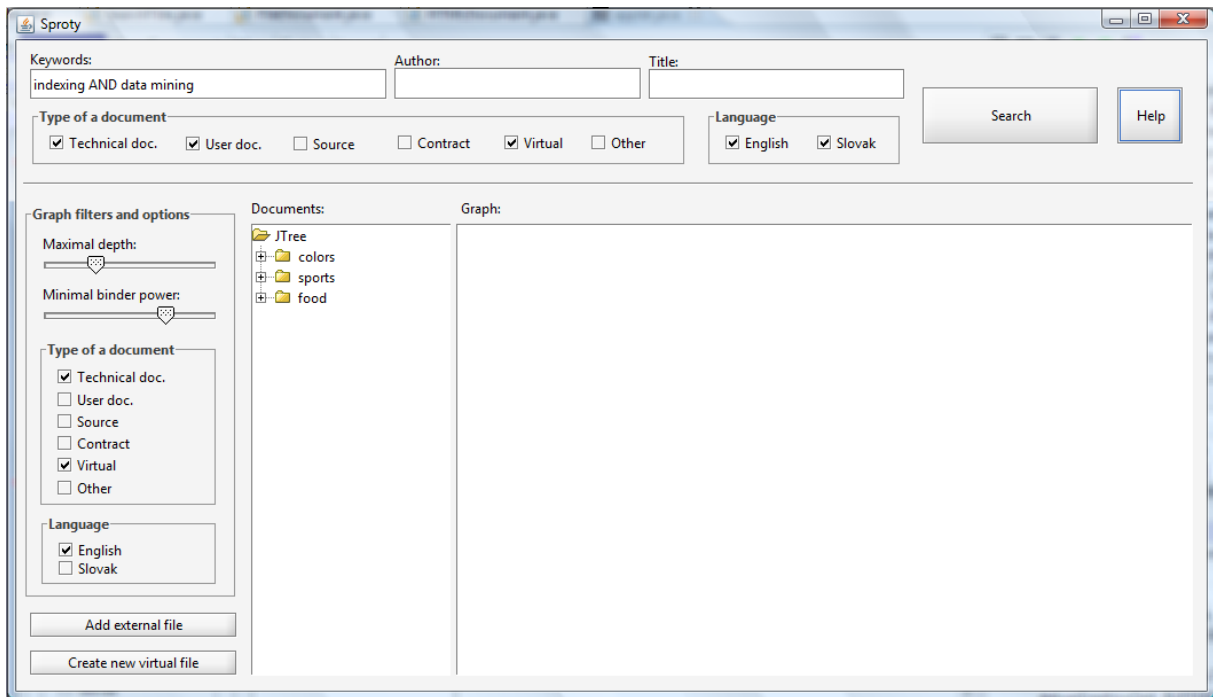 Sproty
Keywords: Author: Title:
indexing AND data mining
Type of a document Language
Technical doc. User doc. Source Contract Virtual Other English Slovak
Search Help
Graph filters and options
Maximal depth:
Minimal binder power:
Type of a document
Technical doc.
User doc.
Source
Contract
Virtual
Other
Language
English
Slovak
Add external file
Create new virtual file
Documents:
JTree
colors
sports
food
Graph: